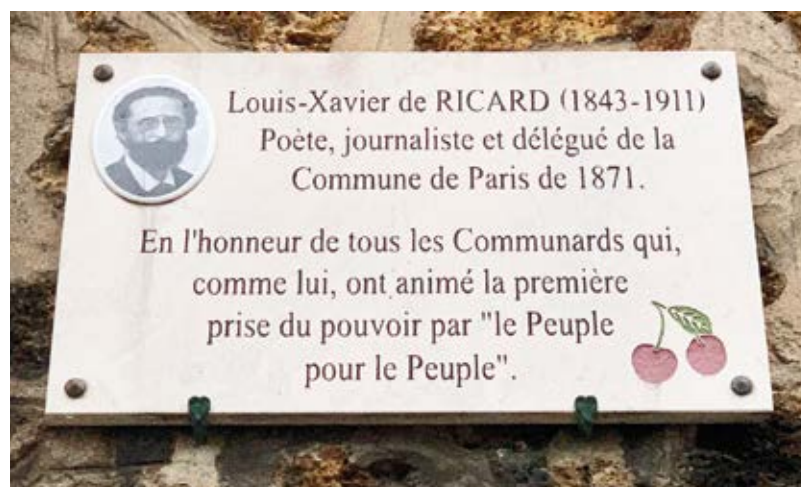 Louis-Xavier de RICARD (1843-1911)
Poète, journaliste et délégué de la
Commune de Paris de 1871.
En l'honneur de tous les Communards qui,
comme lui, ont animé la première
prise du pouvoir par "le Peuple
pour le Peuple".